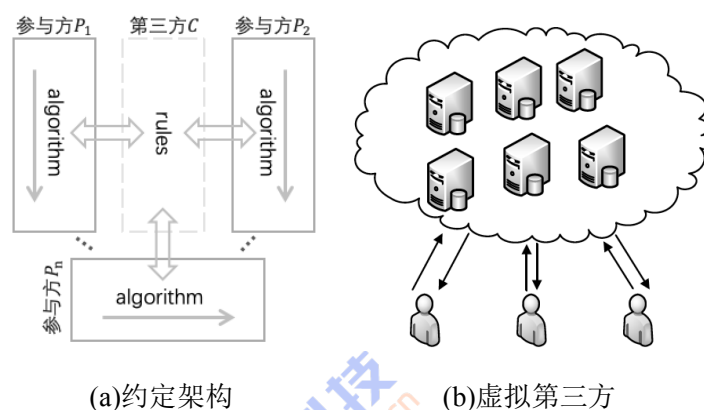 参与方P₁
第三方C
参与方P₂
algorithm
rules
algorithm
参与方Pₙ
algorithm
(a)约定架构
(b)虚拟第三方